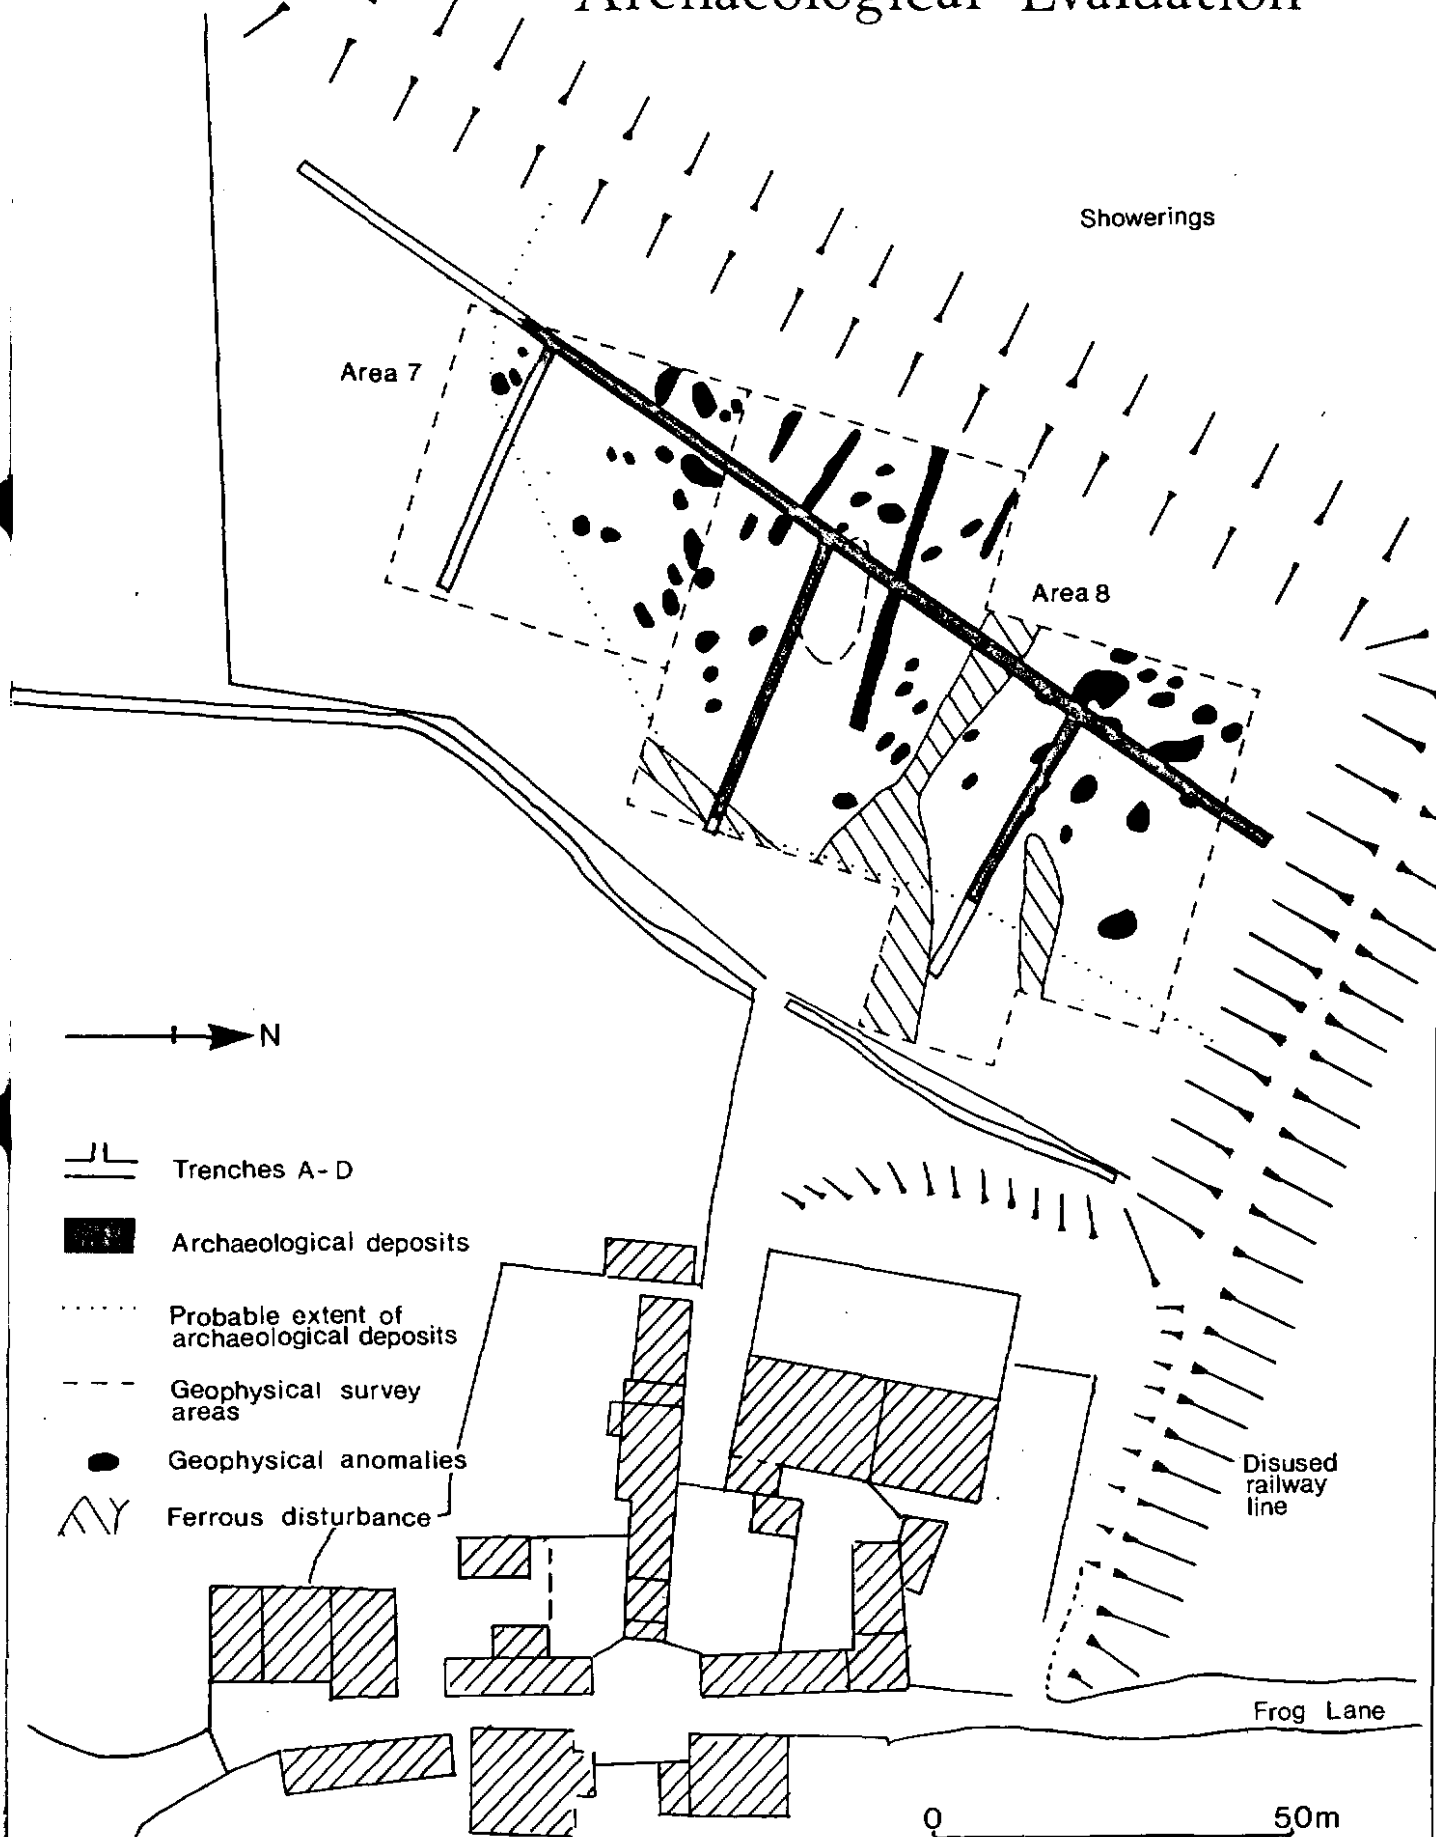 Archaeological Evaluation
Showerings
Area 7
Area 8
N
Trenches A-D
Archaeological deposits
Probable extent of
archaeological deposits
Geophysical survey
areas
Geophysical anomalies
Ferrous disturbance
Disused
railway
line
Frog Lane
0 50m